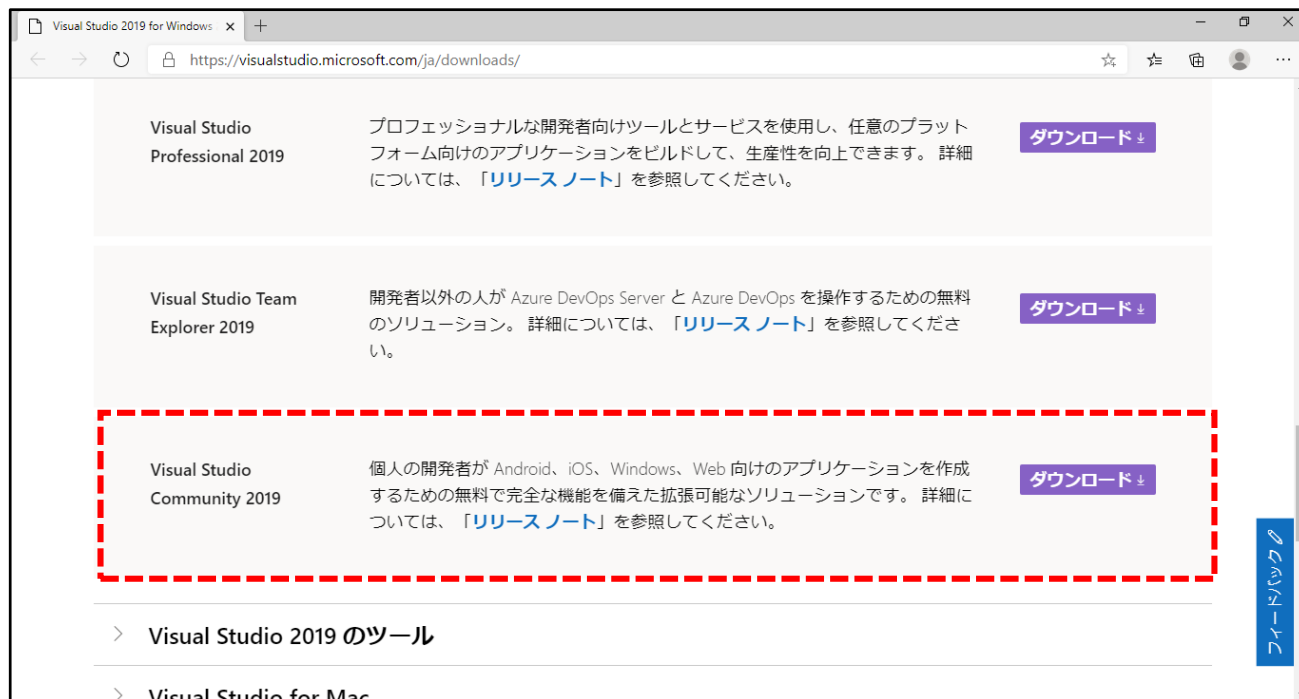 Visual Studio 2019 for Windows
https://visualstudio.microsoft.com/ja/downloads/
Visual Studio
Professional 2019
プロフェッショナルな開発者向けツールとサービスを使用し、任意のプラット
フォーム向けのアプリケーションをビルドして、生産性を向上できます。 詳細
については、「リリース ノート」を参照してください。
ダウンロード
Visual Studio Team
Explorer 2019
開発者以外の人が Azure DevOps Server と Azure DevOps を操作するための無料
のソリューション。 詳細については、「リリース ノート」を参照してくださ
い。
ダウンロード
Visual Studio
Community 2019
個人の開発者が Android、iOS、Windows、Web 向けのアプリケーションを作成
するための無料で完全な機能を備えた拡張可能なソリューションです。 詳細に
ついては、「リリース ノート」を参照してください。
ダウンロード
フィードバック
Visual Studio 2019 のツール
Visual Studio for Mac